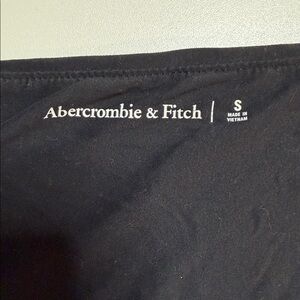 Abercrombie & Fitch | S
MADE IN
VIETNAM